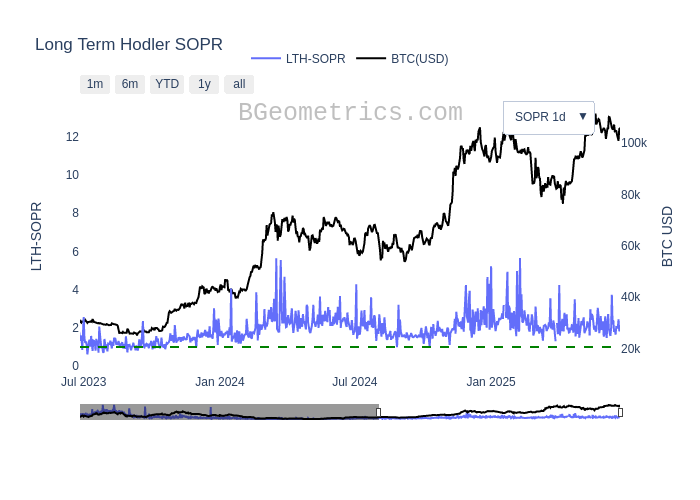 Long Term Hodler SOPR
LTH-SOPR BTC(USD)
1m 6m YTD 1y all
BGeometrics.com
SOPR 1d ▼
12
10
8
6
4
2
0
LTH-SOPR
100k
80k
60k
40k
20k
BTC USD
Jul 2023 Jan 2024 Jul 2024 Jan 2025